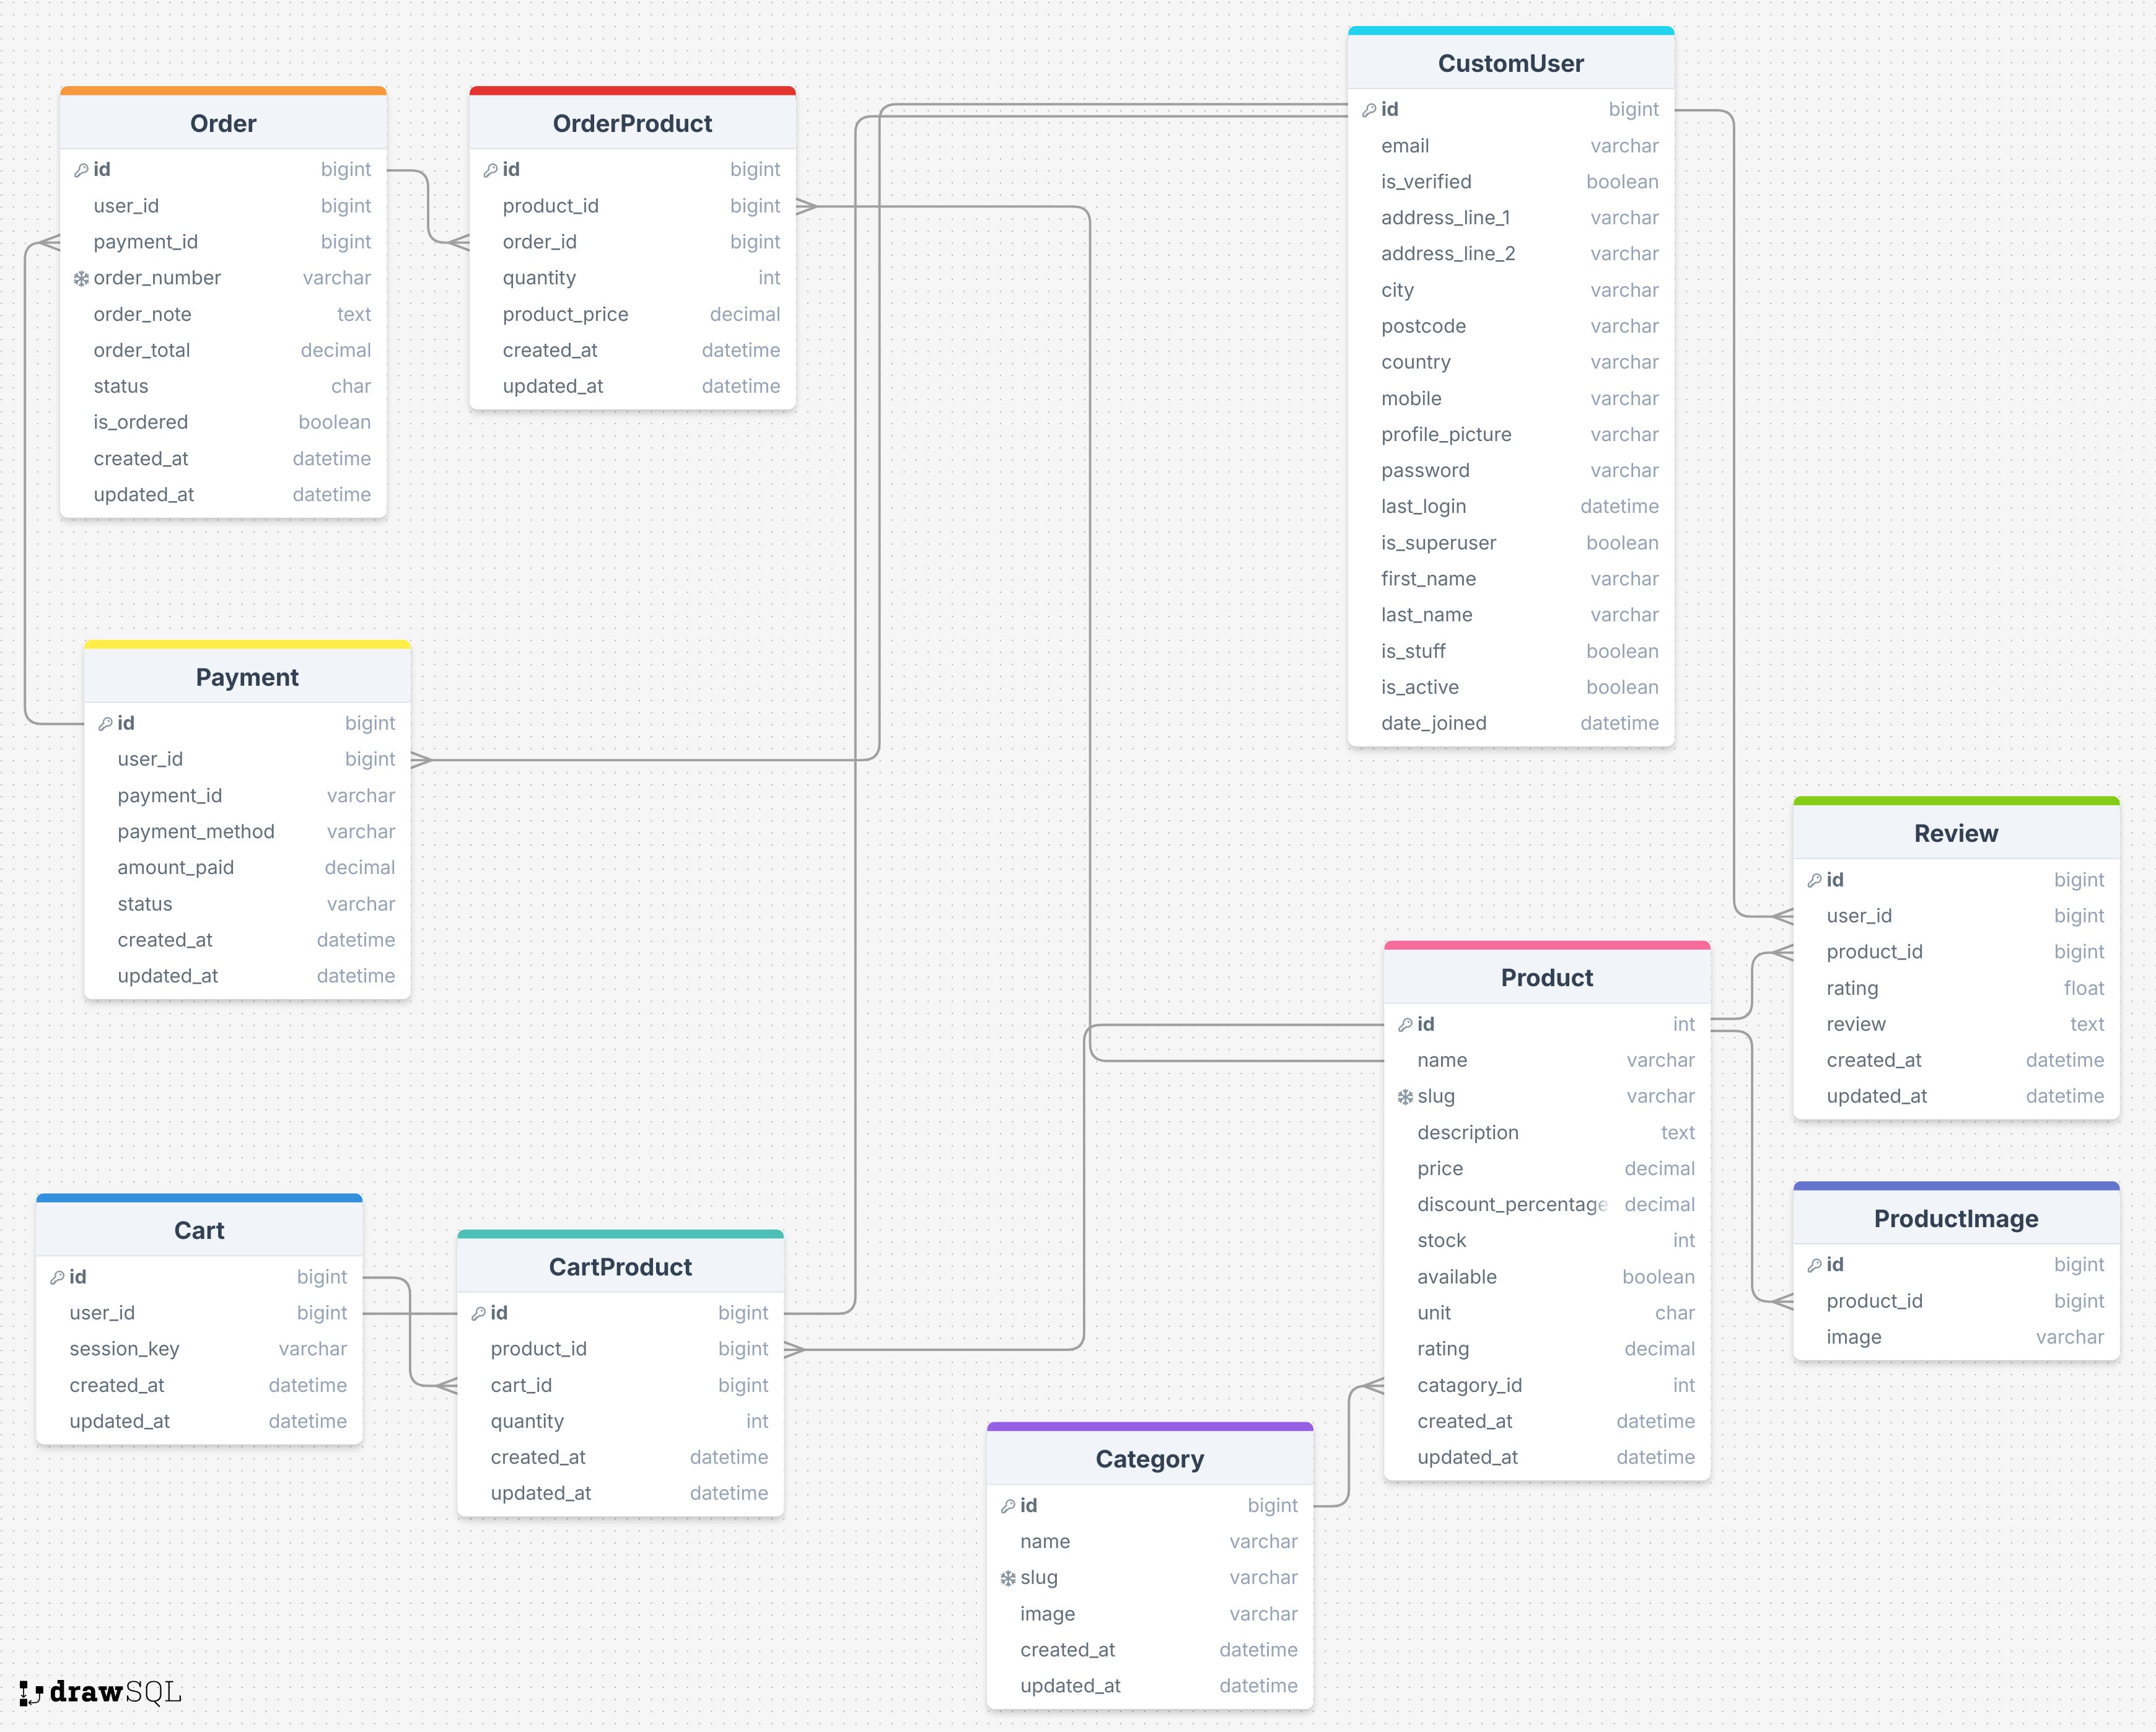 CustomUser
id bigint
email varchar
is_verified boolean
address_line_1 varchar
address_line_2 varchar
city varchar
postcode varchar
country varchar
mobile varchar
profile_picture varchar
password varchar
last_login datetime
is_superuser boolean
first_name varchar
last_name varchar
is_stuff boolean
is_active boolean
date_joined datetime
Order
id bigint
user_id bigint
payment_id bigint
order_number varchar
order_note text
order_total decimal
status char
is_ordered boolean
created_at datetime
updated_at datetime
OrderProduct
id bigint
product_id bigint
order_id bigint
quantity int
product_price decimal
created_at datetime
updated_at datetime
Payment
id bigint
user_id bigint
payment_id varchar
payment_method varchar
amount_paid decimal
status varchar
created_at datetime
updated_at datetime
Review
id bigint
user_id bigint
product_id bigint
rating float
review text
created_at datetime
updated_at datetime
Product
id int
name varchar
slug varchar
description text
price decimal
discount_percentage decimal
stock int
available boolean
unit char
rating decimal
catagory_id int
created_at datetime
updated_at datetime
ProductImage
id bigint
product_id bigint
image varchar
Cart
id bigint
user_id bigint
session_key varchar
created_at datetime
updated_at datetime
CartProduct
id bigint
product_id bigint
cart_id bigint
quantity int
created_at datetime
updated_at datetime
Category
id bigint
name varchar
slug varchar
image varchar
created_at datetime
updated_at datetime
drawSQL